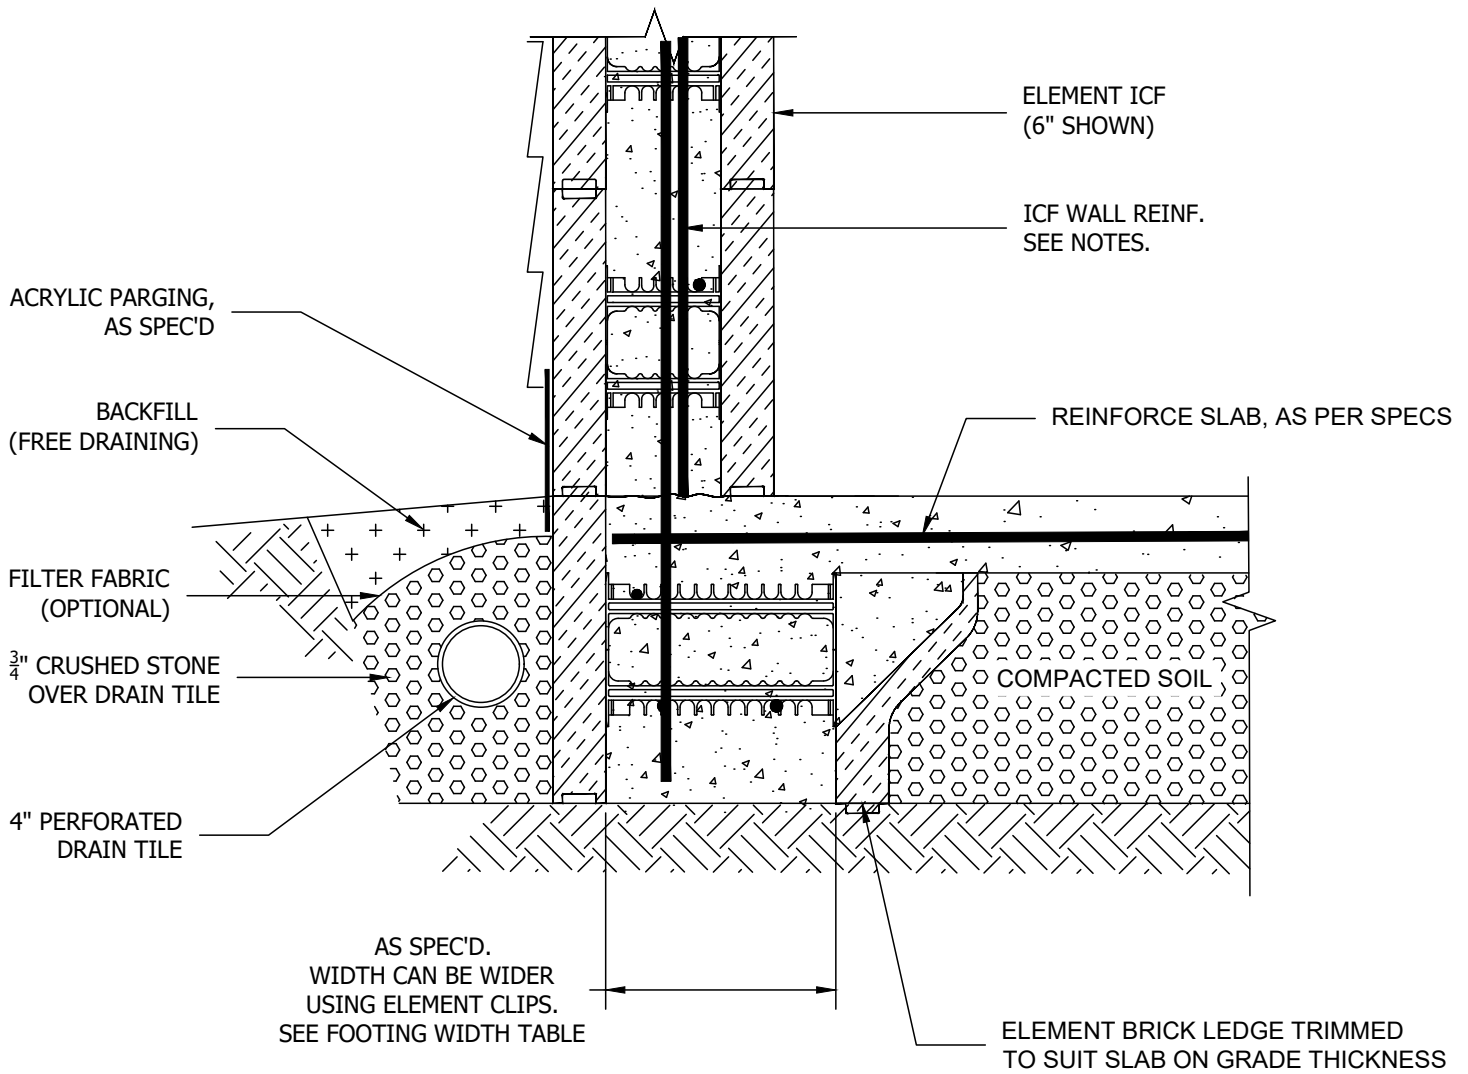 ELEMENT ICF
(6" SHOWN)
ICF WALL REINF.
SEE NOTES.
ACRYLIC PARGING,
AS SPEC'D
BACKFILL
(FREE DRAINING)
REINFORCE SLAB, AS PER SPECS
FILTER FABRIC
(OPTIONAL)
3/4" CRUSHED STONE
OVER DRAIN TILE
COMPACTED SOIL
4" PERFORATED
DRAIN TILE
AS SPEC'D.
WIDTH CAN BE WIDER
USING ELEMENT CLIPS.
SEE FOOTING WIDTH TABLE
ELEMENT BRICK LEDGE TRIMMED
TO SUIT SLAB ON GRADE THICKNESS